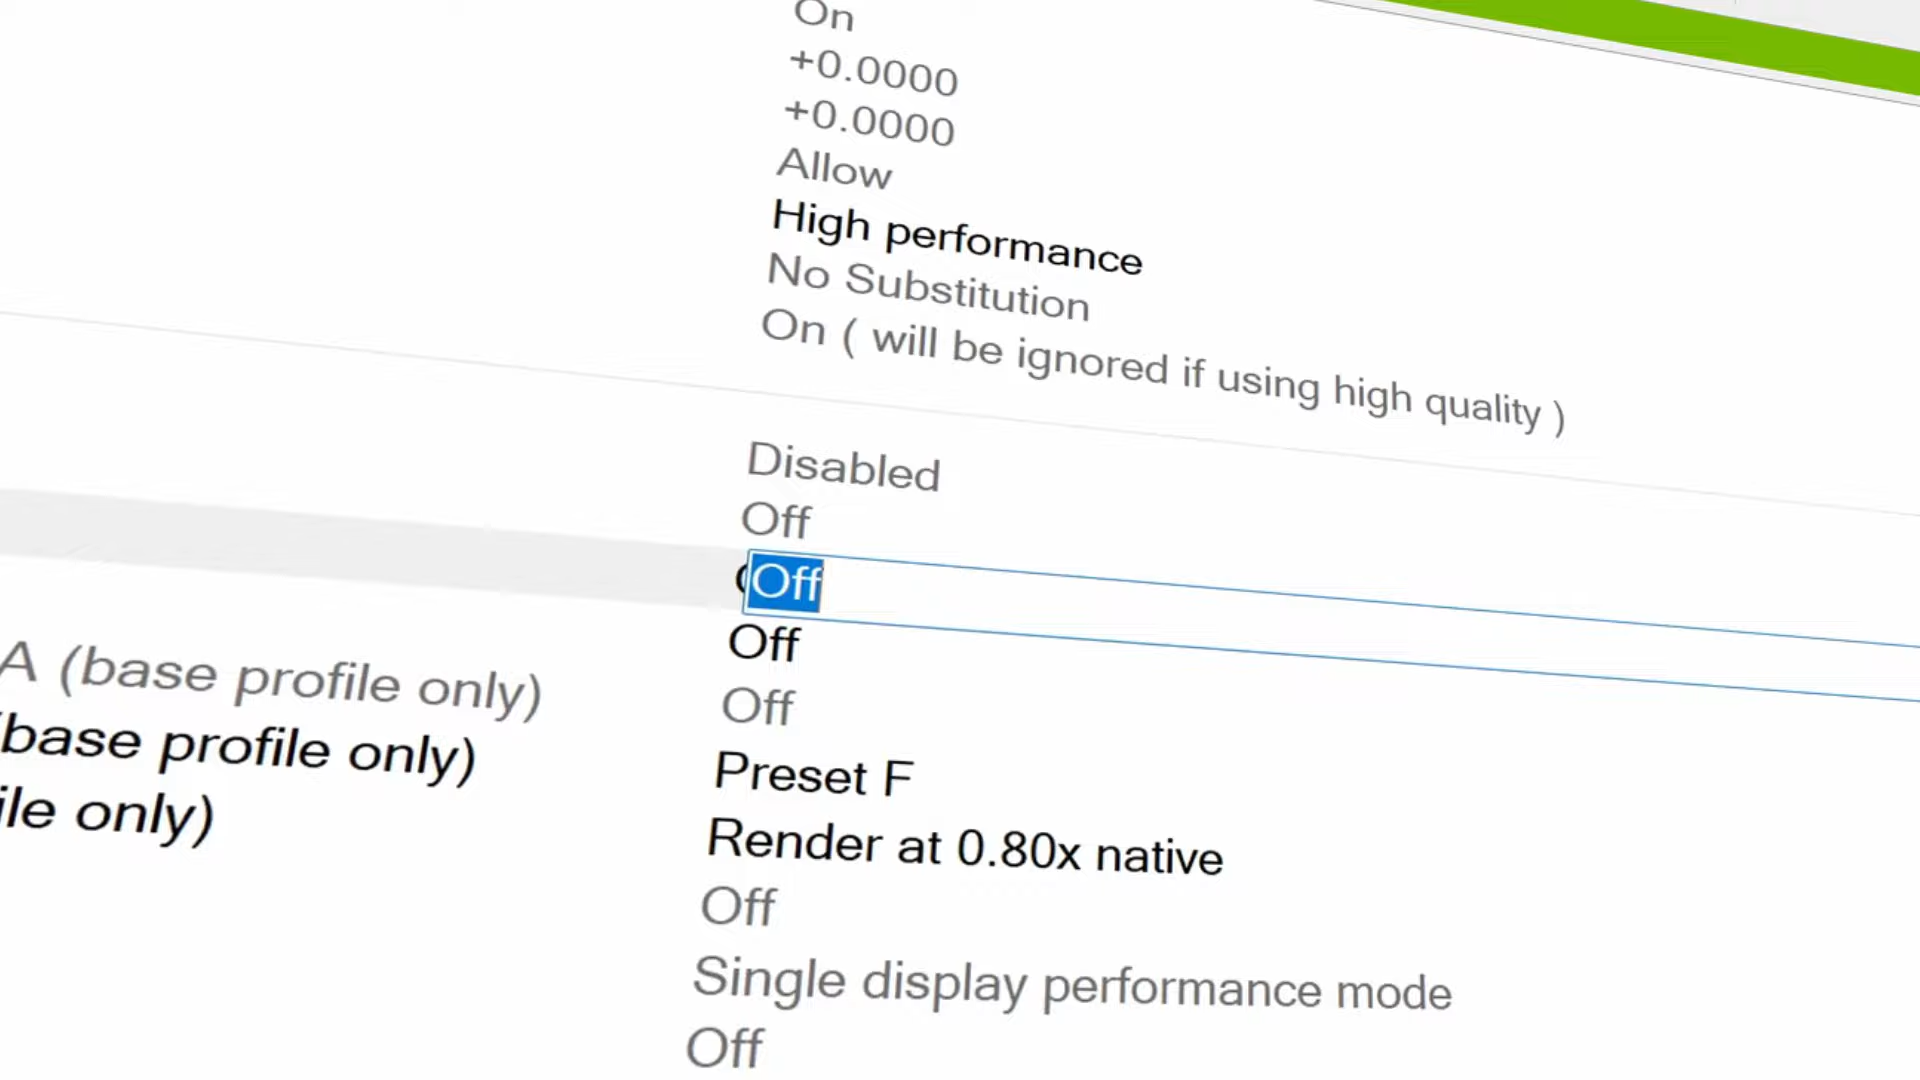 On
+0.0000
+0.0000
Allow
High performance
No Substitution
On ( will be ignored if using high quality )
Disabled
Off
Off
Off
A (base profile only)
Off
(base profile only)
Preset F
ile only)
Render at 0.80x native
Off
Single display performance mode
Off